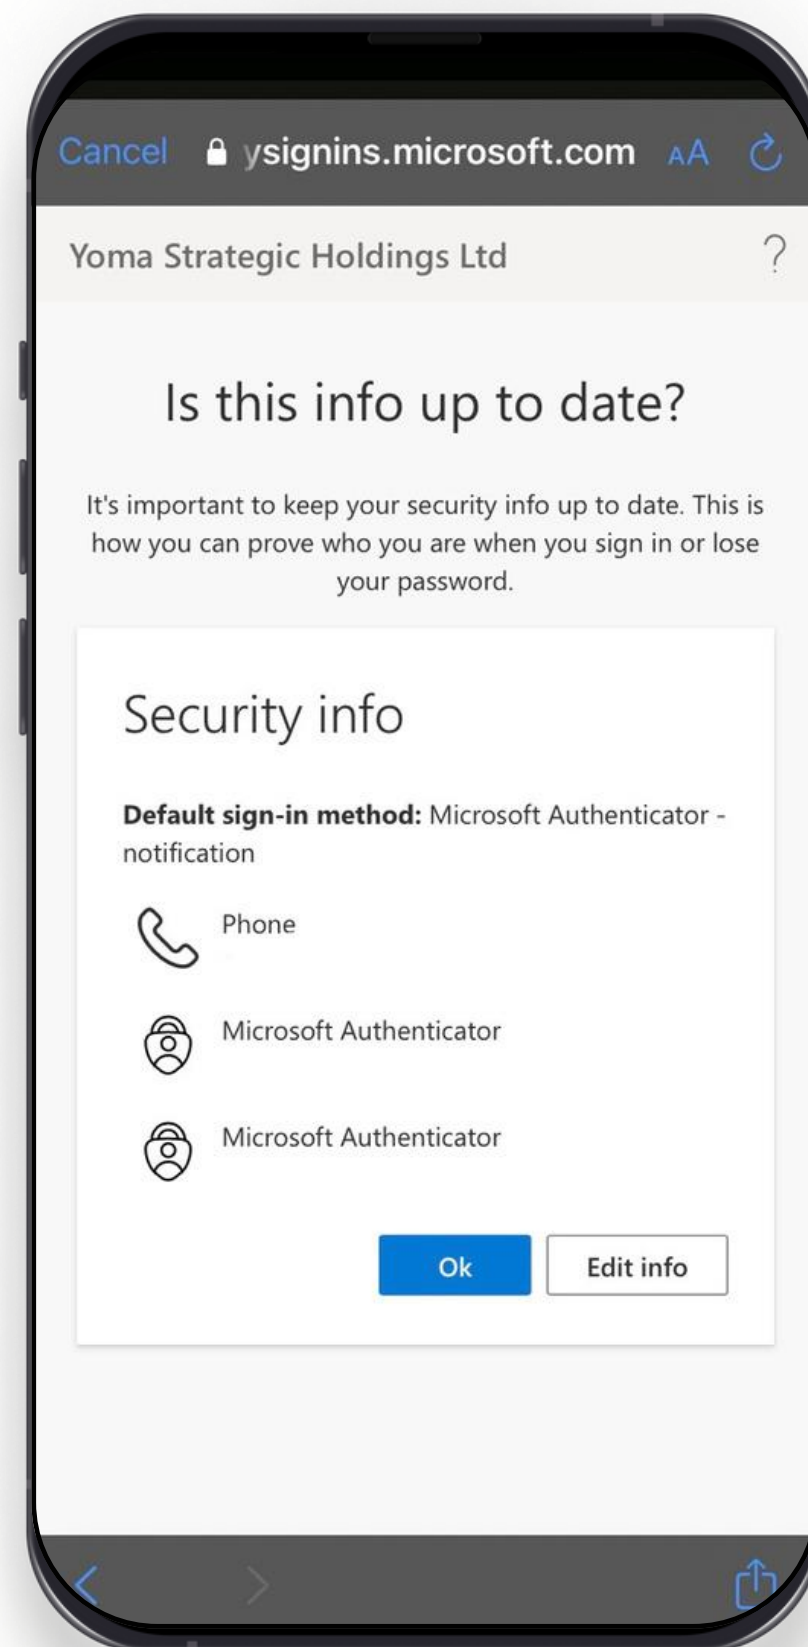 Cancel ysignins.microsoft.com AA
Yoma Strategic Holdings Ltd ?
Is this info up to date?
It's important to keep your security info up to date. This is
how you can prove who you are when you sign in or lose
your password.
Security info
Default sign-in method: Microsoft Authenticator -
notification
Phone
Microsoft Authenticator
Microsoft Authenticator
Ok Edit info